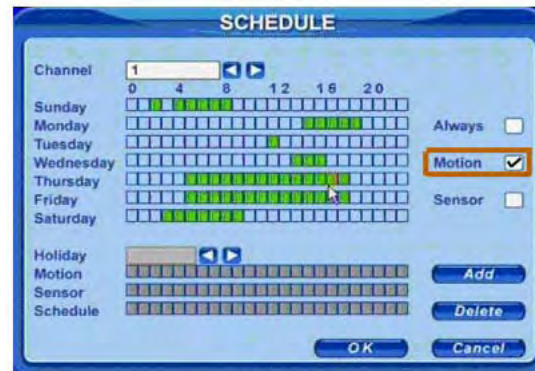 SCHEDULE
Channel 1
0 4 8 12 16 20
Sunday
Monday
Tuesday
Wednesday
Thursday
Friday
Saturday
Always
Motion
Sensor
Holiday
Motion
Sensor
Schedule
Add
Delete
OK
Cancel